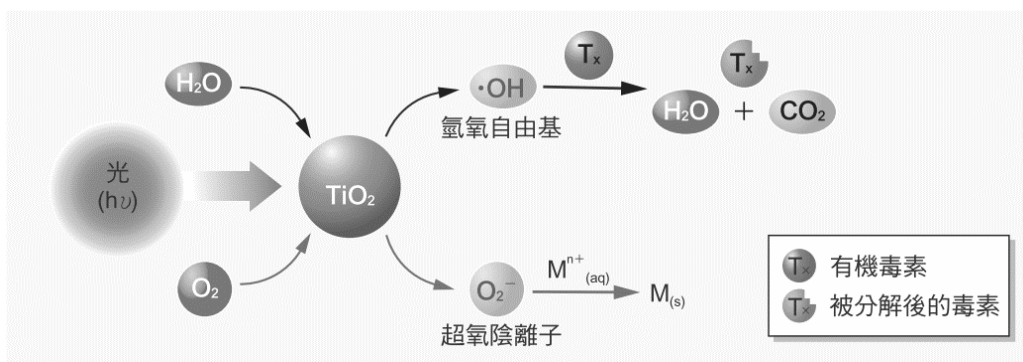 H₂O
Tₓ
·OH
氫氧自由基
Tₓ
H₂O + CO₂
光
(hν)
TiO₂
O₂
O₂⁻
超氧陰離子
Mⁿ⁺(aq)
M(s)
Tₓ 有機毒素
Tₓ 被分解後的毒素